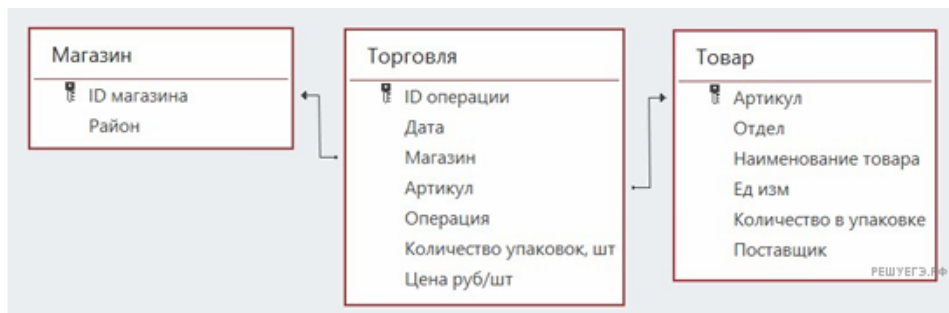 Магазин
ID магазина
Район
Торговля
ID операции
Дата
Магазин
Артикул
Операция
Количество упаковок, шт
Цена руб/шт
Товар
Артикул
Отдел
Наименование товара
Ед изм
Количество в упаковке
Поставщик
РЕШУЕГЭ.РФ